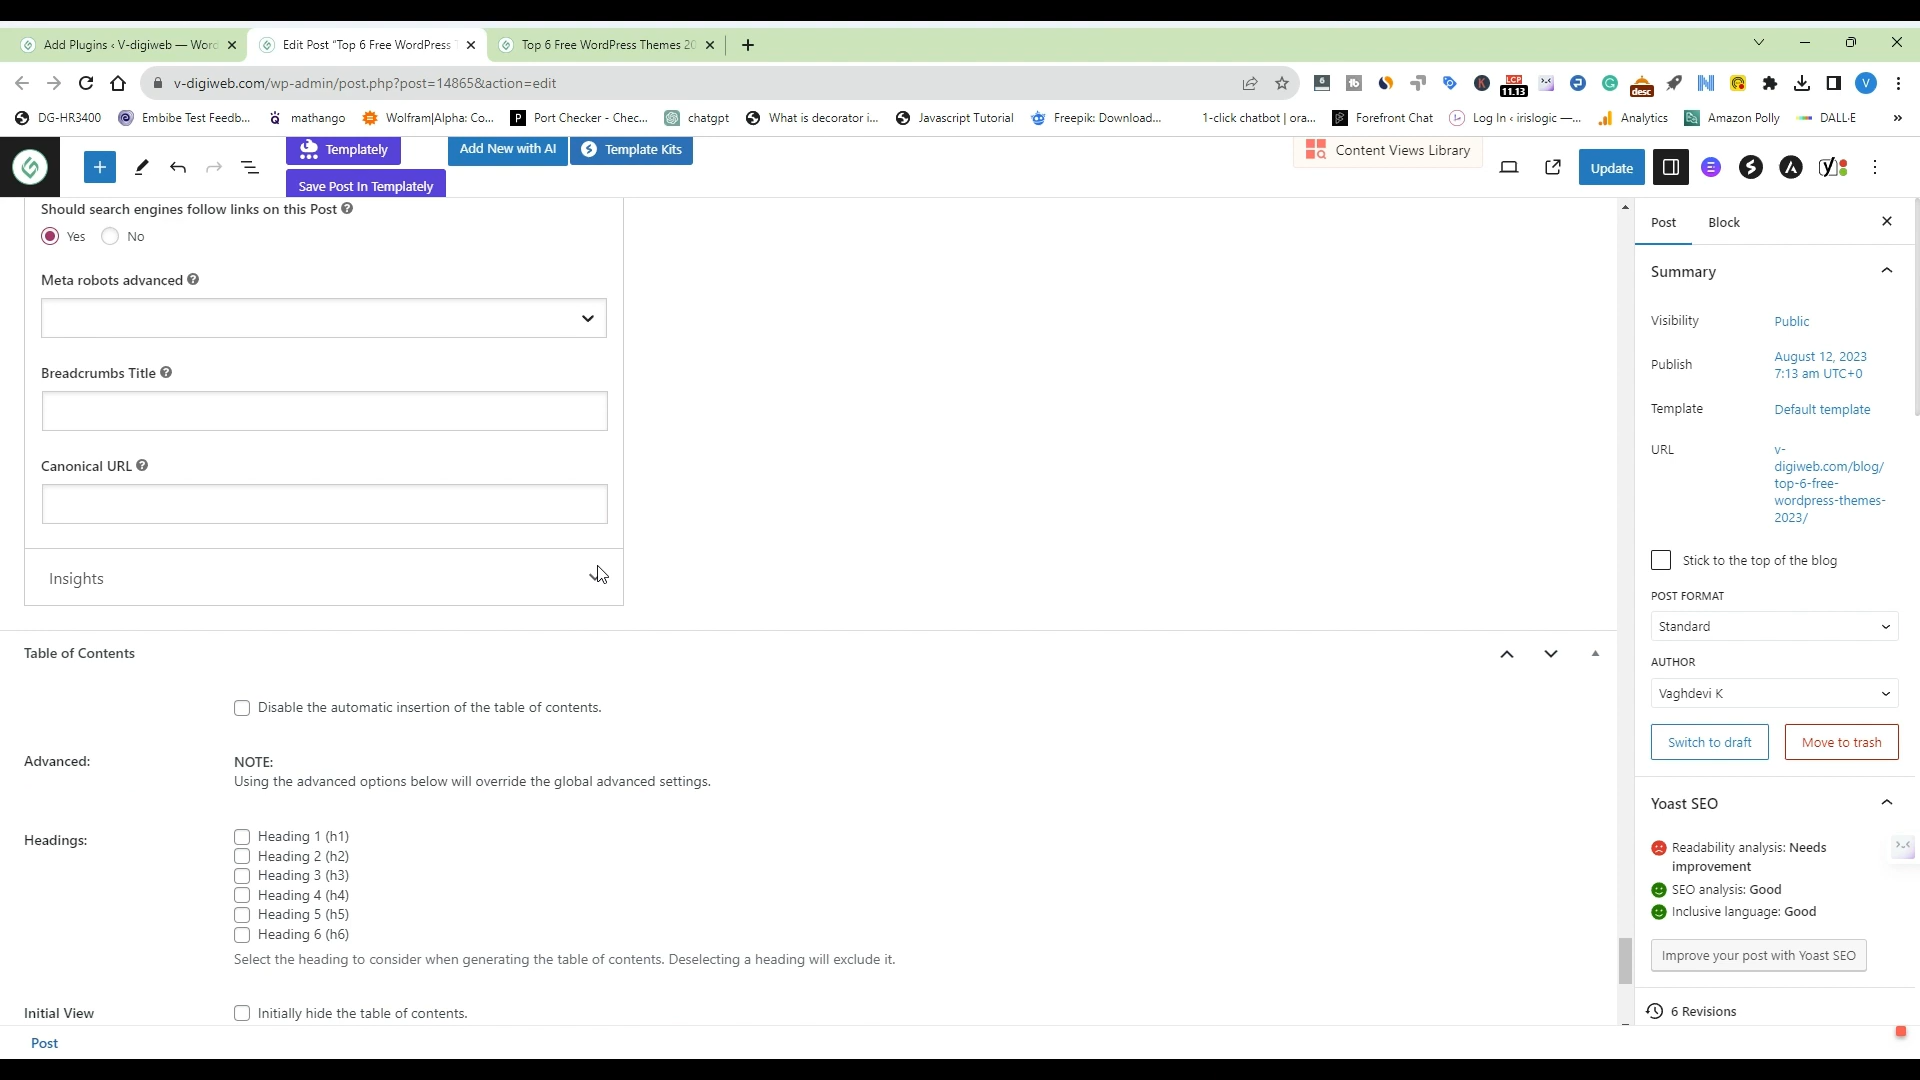 Add Plugins ‹ V-digiweb — Word
Edit Post "Top 6 Free WordPress T
Top 6 Free WordPress Themes 20
v-digiweb.com/wp-admin/post.php?post=14865&action=edit
LCP
11.13
desc
V
DG-HR3400
Embibe Test Feedb...
mathango
Wolfram|Alpha: Co...
Port Checker - Chec...
chatgpt
What is decorator i...
Javascript Tutorial
Freepik: Download...
1-click chatbot | ora...
Forefront Chat
Log In ‹ irislogic —...
Analytics
Amazon Polly
DALL·E
»
Templately
Save Post In Templately
Add New with AI
Template Kits
Content Views Library
Update
Should search engines follow links on this Post
Yes
No
Meta robots advanced
Breadcrumbs Title
Canonical URL
Insights
Table of Contents
Disable the automatic insertion of the table of contents.
Advanced:
NOTE:
Using the advanced options below will override the global advanced settings.
Headings:
Heading 1 (h1)
Heading 2 (h2)
Heading 3 (h3)
Heading 4 (h4)
Heading 5 (h5)
Heading 6 (h6)
Select the heading to consider when generating the table of contents. Deselecting a heading will exclude it.
Initial View
Initially hide the table of contents.
Post
Post
Block
Summary
Visibility
Public
Publish
August 12, 2023
7:13 am UTC+0
Template
Default template
URL
v-
digiweb.com/blog/
top-6-free-
wordpress-themes-
2023/
Stick to the top of the blog
POST FORMAT
Standard
AUTHOR
Vaghdevi K
Switch to draft
Move to trash
Yoast SEO
Readability analysis: Needs
improvement
SEO analysis: Good
Inclusive language: Good
Improve your post with Yoast SEO
6 Revisions